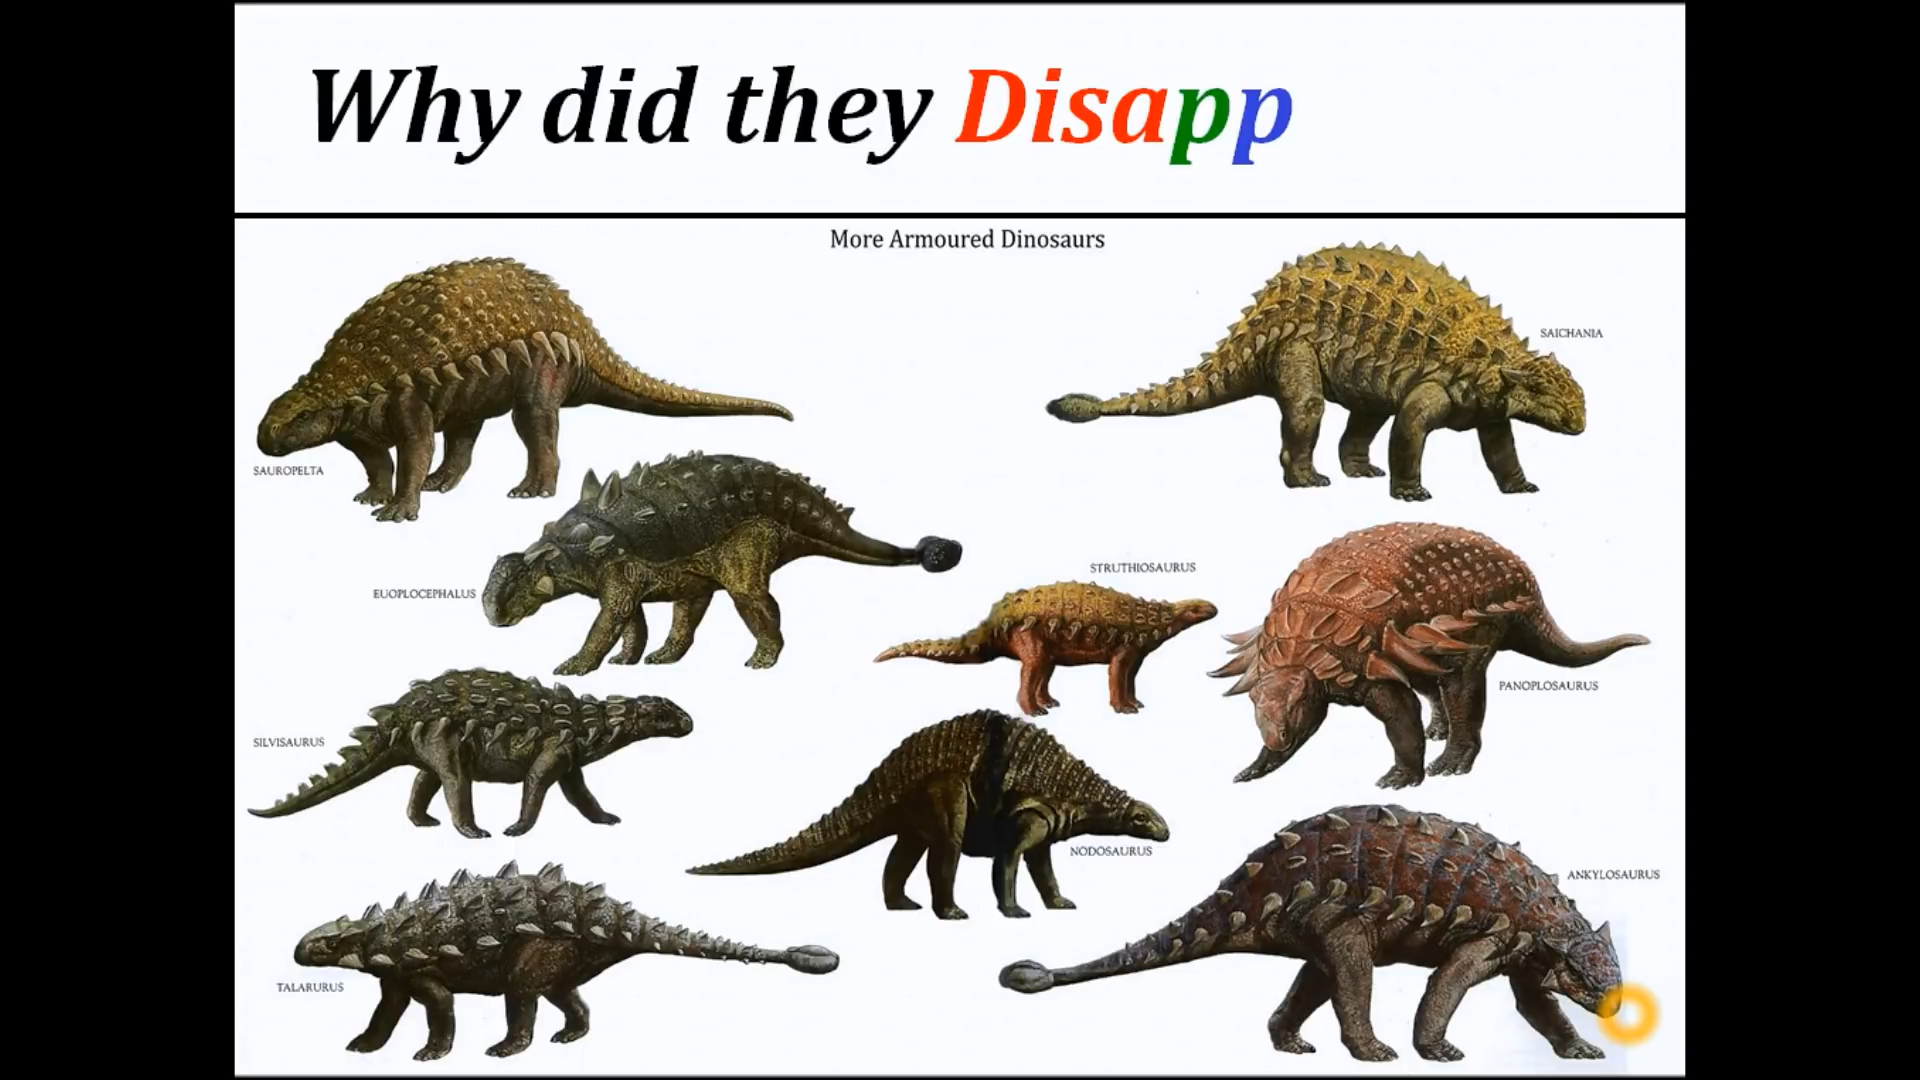 Why did they Disapp
More Armoured Dinosaurs
SAICHANIA
SAUROPELTA
STRUTHIOSAURUS
EUOPLOCEPHALUS
PANOPLOSAURUS
SILVISAURUS
NODOSAURUS
ANKYLOSAURUS
TALARURUS